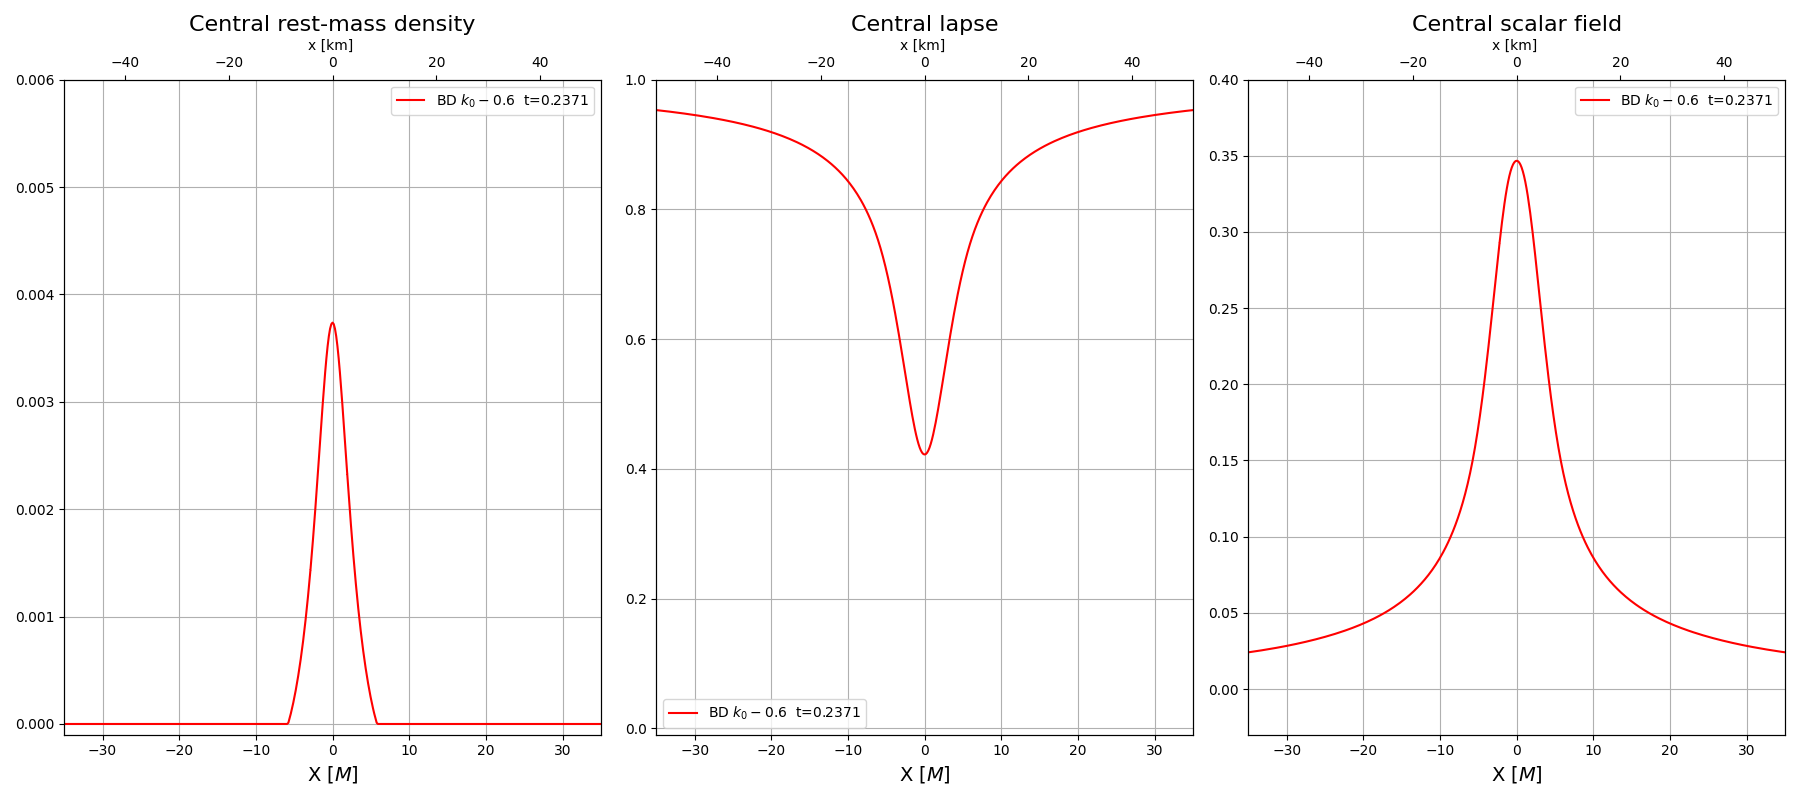 Central rest-mass density
x [km]
−40 −20 0 20 40
0.006
0.005
0.004
0.003
0.002
0.001
0.000
BD k₀ − 0.6 t=0.2371
−30 −20 −10 0 10 20 30
X [M]
Central lapse
x [km]
−40 −20 0 20 40
1.0
0.8
0.6
0.4
0.2
0.0
BD k₀ − 0.6 t=0.2371
−30 −20 −10 0 10 20 30
X [M]
Central scalar field
x [km]
−40 −20 0 20 40
0.40
0.35
0.30
0.25
0.20
0.15
0.10
0.05
0.00
BD k₀ − 0.6 t=0.2371
−30 −20 −10 0 10 20 30
X [M]